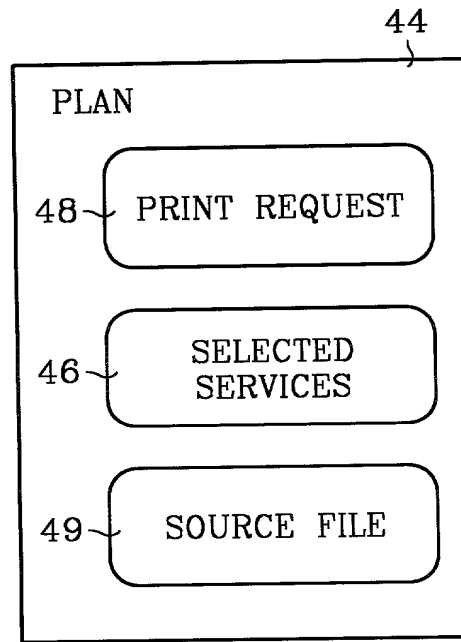 44
PLAN
48 PRINT REQUEST
46 SELECTED
SERVICES
49 SOURCE FILE